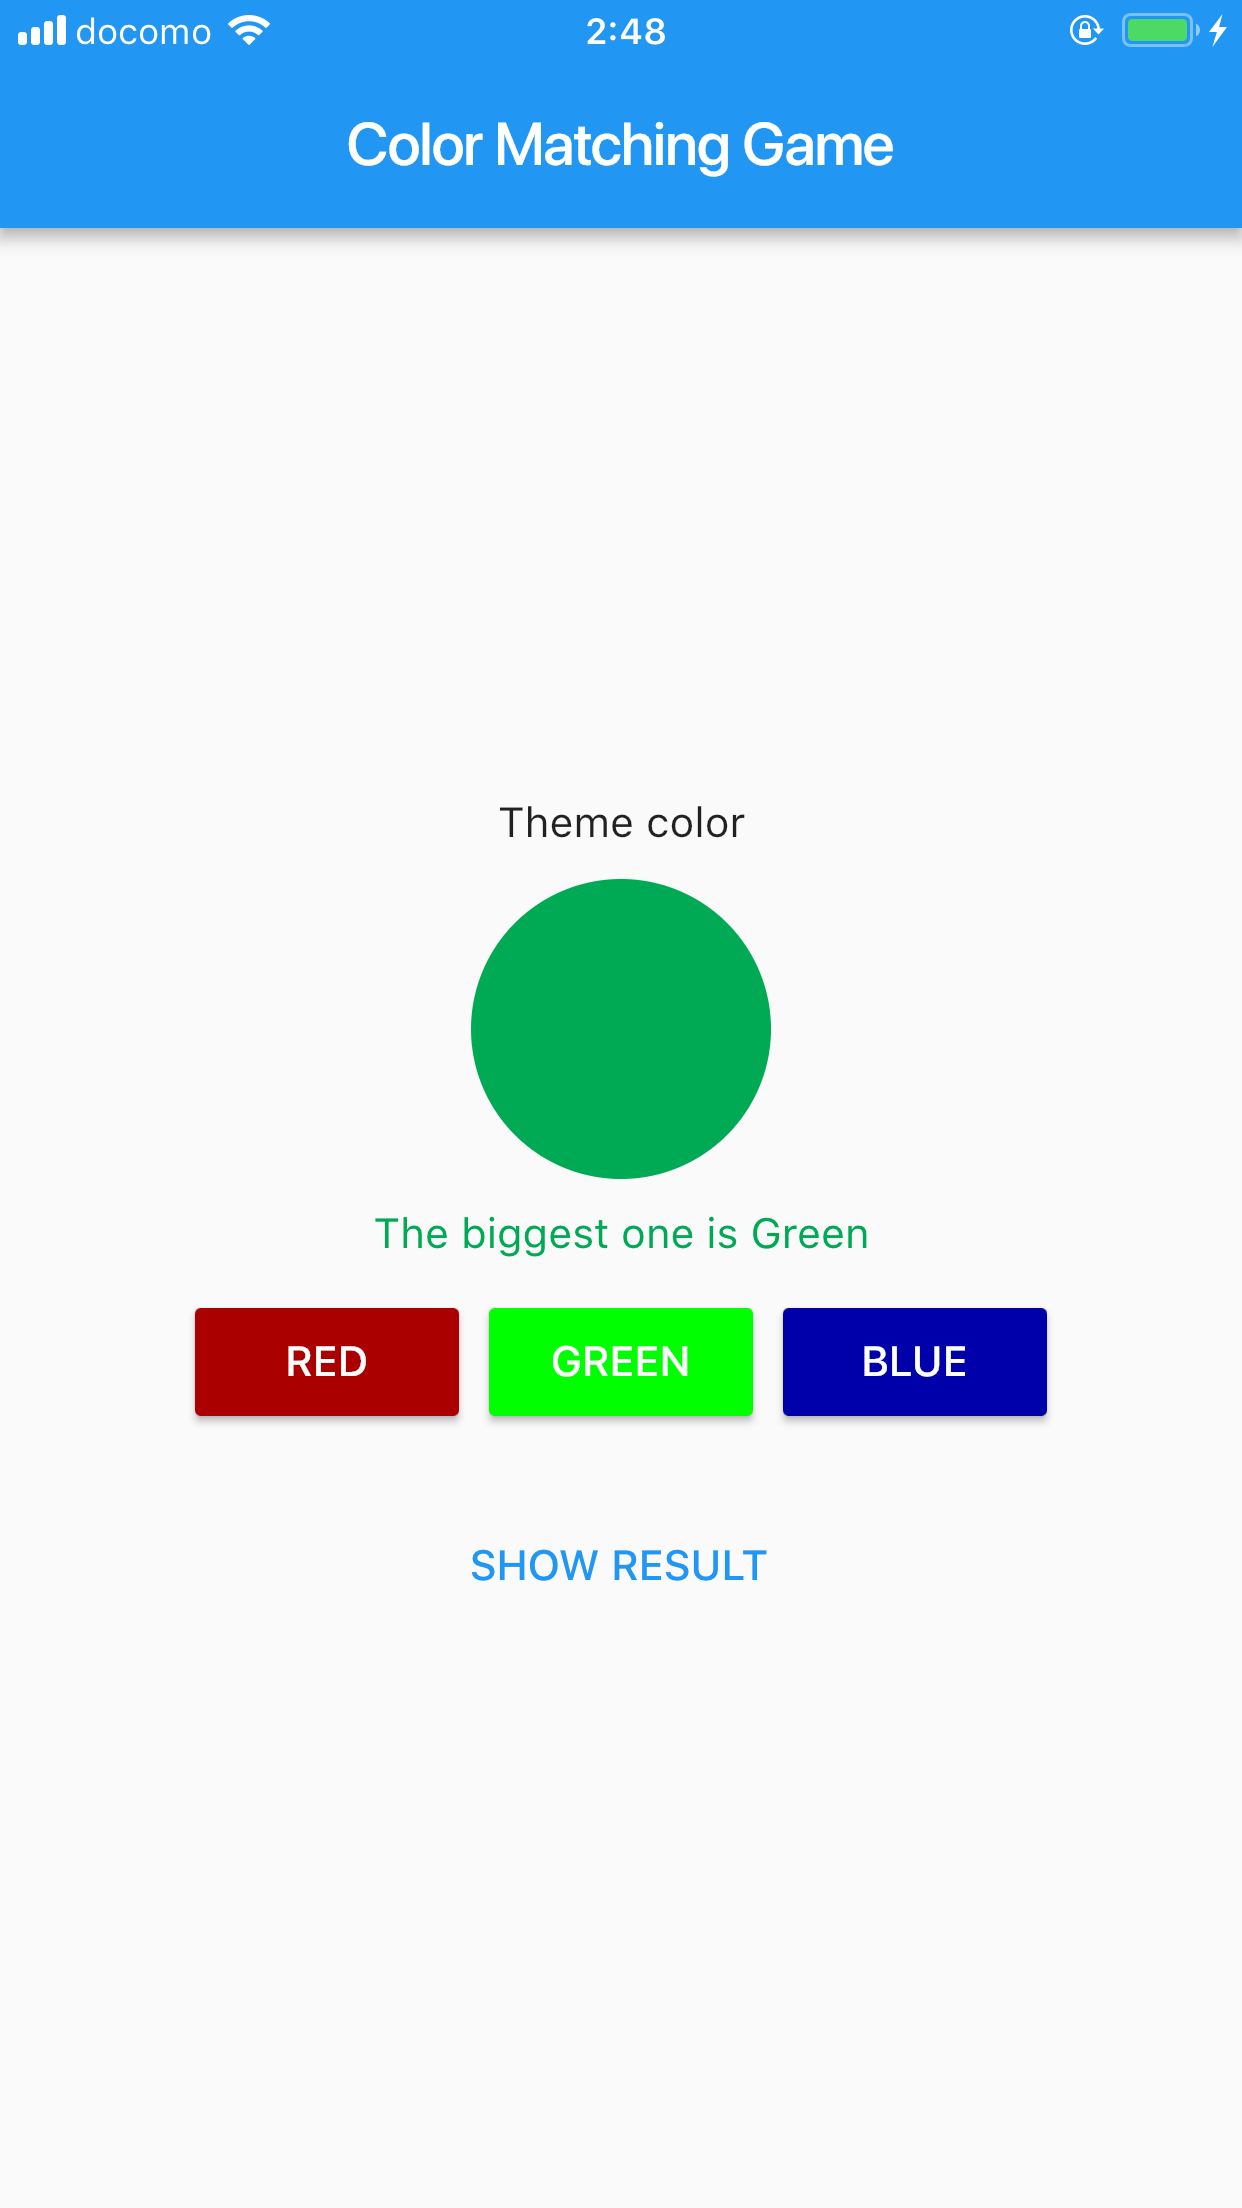 docomo 2:48
Color Matching Game
Theme color
The biggest one is Green
RED GREEN BLUE
SHOW RESULT